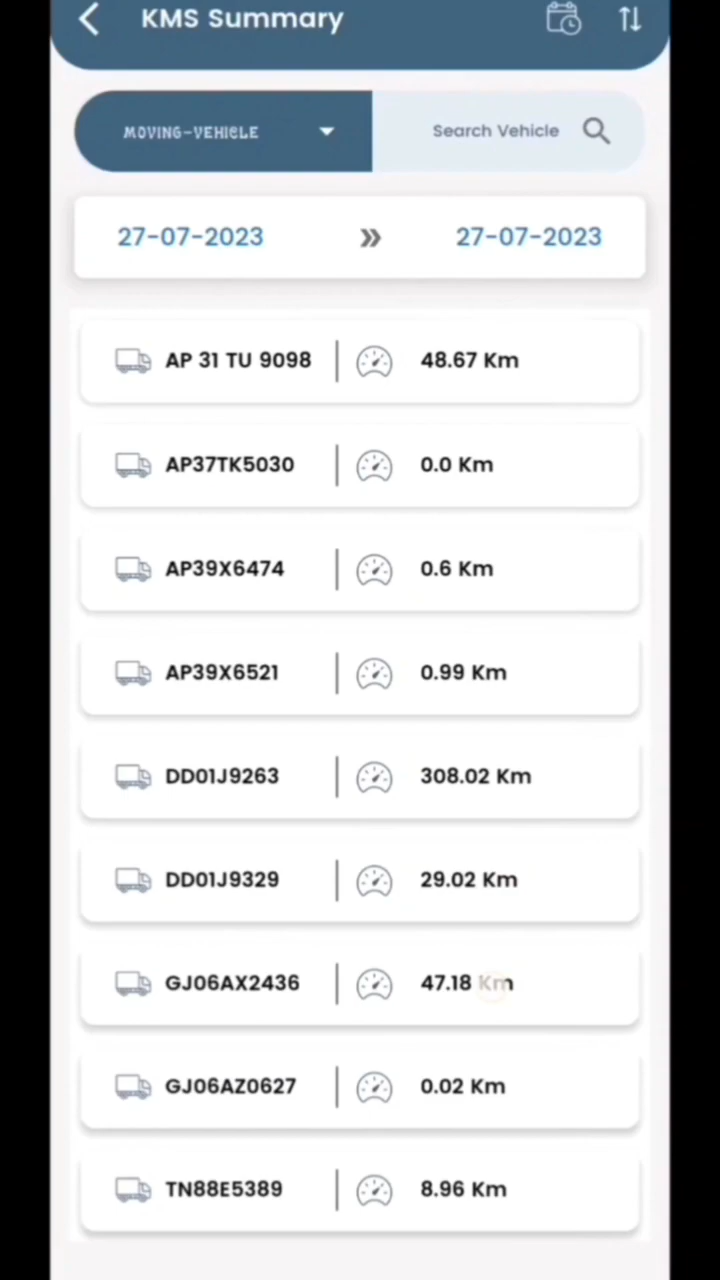 KMS Summary
MOVING-VEHICLE
Search Vehicle
27-07-2023 » 27-07-2023
AP 31 TU 9098 48.67 Km
AP37TK5030 0.0 Km
AP39X6474 0.6 Km
AP39X6521 0.99 Km
DD01J9263 308.02 Km
DD01J9329 29.02 Km
GJ06AX2436 47.18 Km
GJ06AZ0627 0.02 Km
TN88E5389 8.96 Km